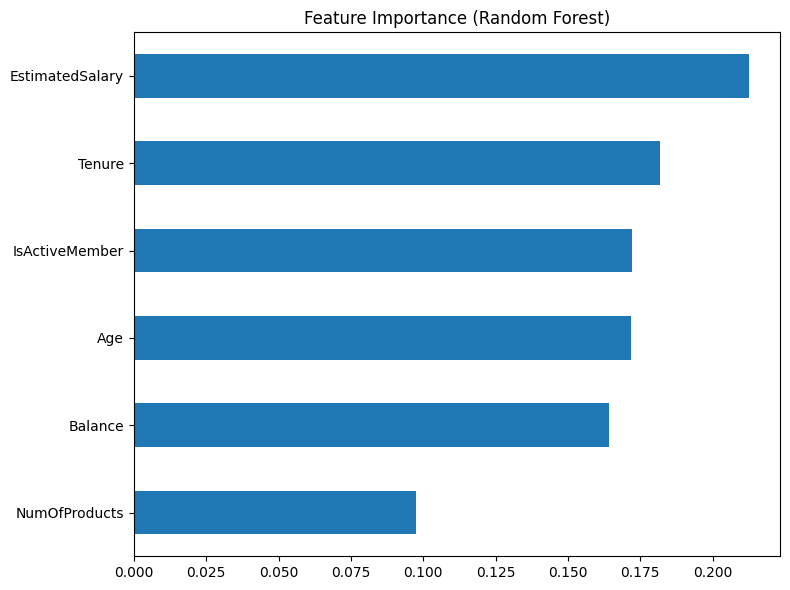 Feature Importance (Random Forest)
EstimatedSalary
Tenure
IsActiveMember
Age
Balance
NumOfProducts
0.000 0.025 0.050 0.075 0.100 0.125 0.150 0.175 0.200